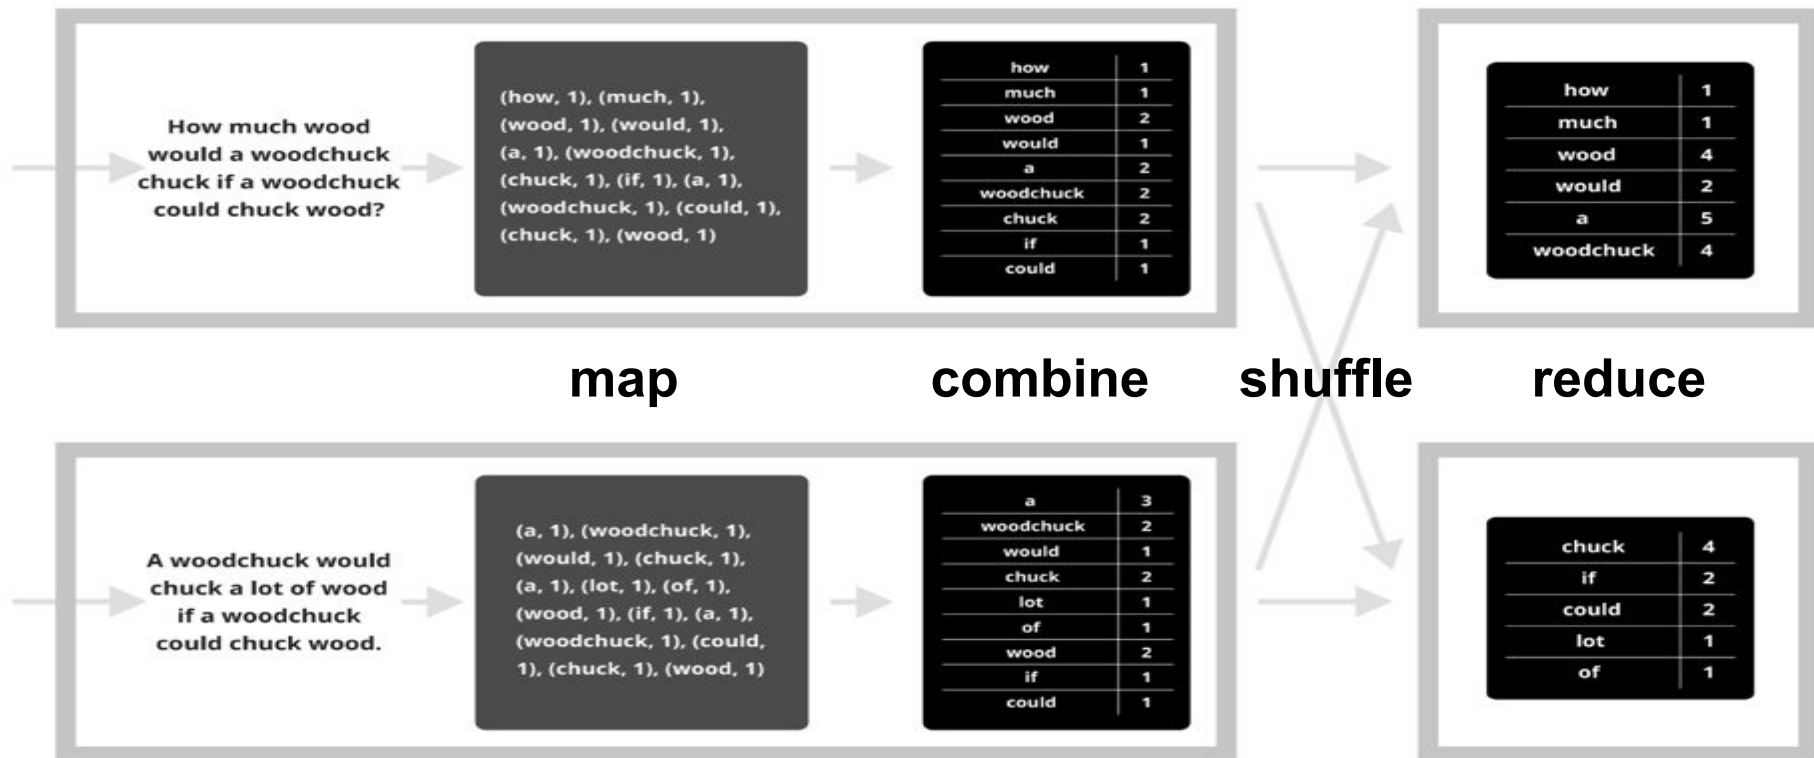 How much wood
would a woodchuck
chuck if a woodchuck
could chuck wood?
(how, 1), (much, 1),
(wood, 1), (would, 1),
(a, 1), (woodchuck, 1),
(chuck, 1), (if, 1), (a, 1),
(woodchuck, 1), (could, 1),
(chuck, 1), (wood, 1)
how 1
much 1
wood 2
would 1
a 2
woodchuck 2
chuck 2
if 1
could 1
how 1
much 1
wood 4
would 2
a 5
woodchuck 4
map combine shuffle reduce
A woodchuck would
chuck a lot of wood
if a woodchuck
could chuck wood.
(a, 1), (woodchuck, 1),
(would, 1), (chuck, 1),
(a, 1), (lot, 1), (of, 1),
(wood, 1), (if, 1), (a, 1),
(woodchuck, 1), (could,
1), (chuck, 1), (wood, 1)
a 3
woodchuck 2
would 1
chuck 2
lot 1
of 1
wood 2
if 1
could 1
chuck 4
if 2
could 2
lot 1
of 1